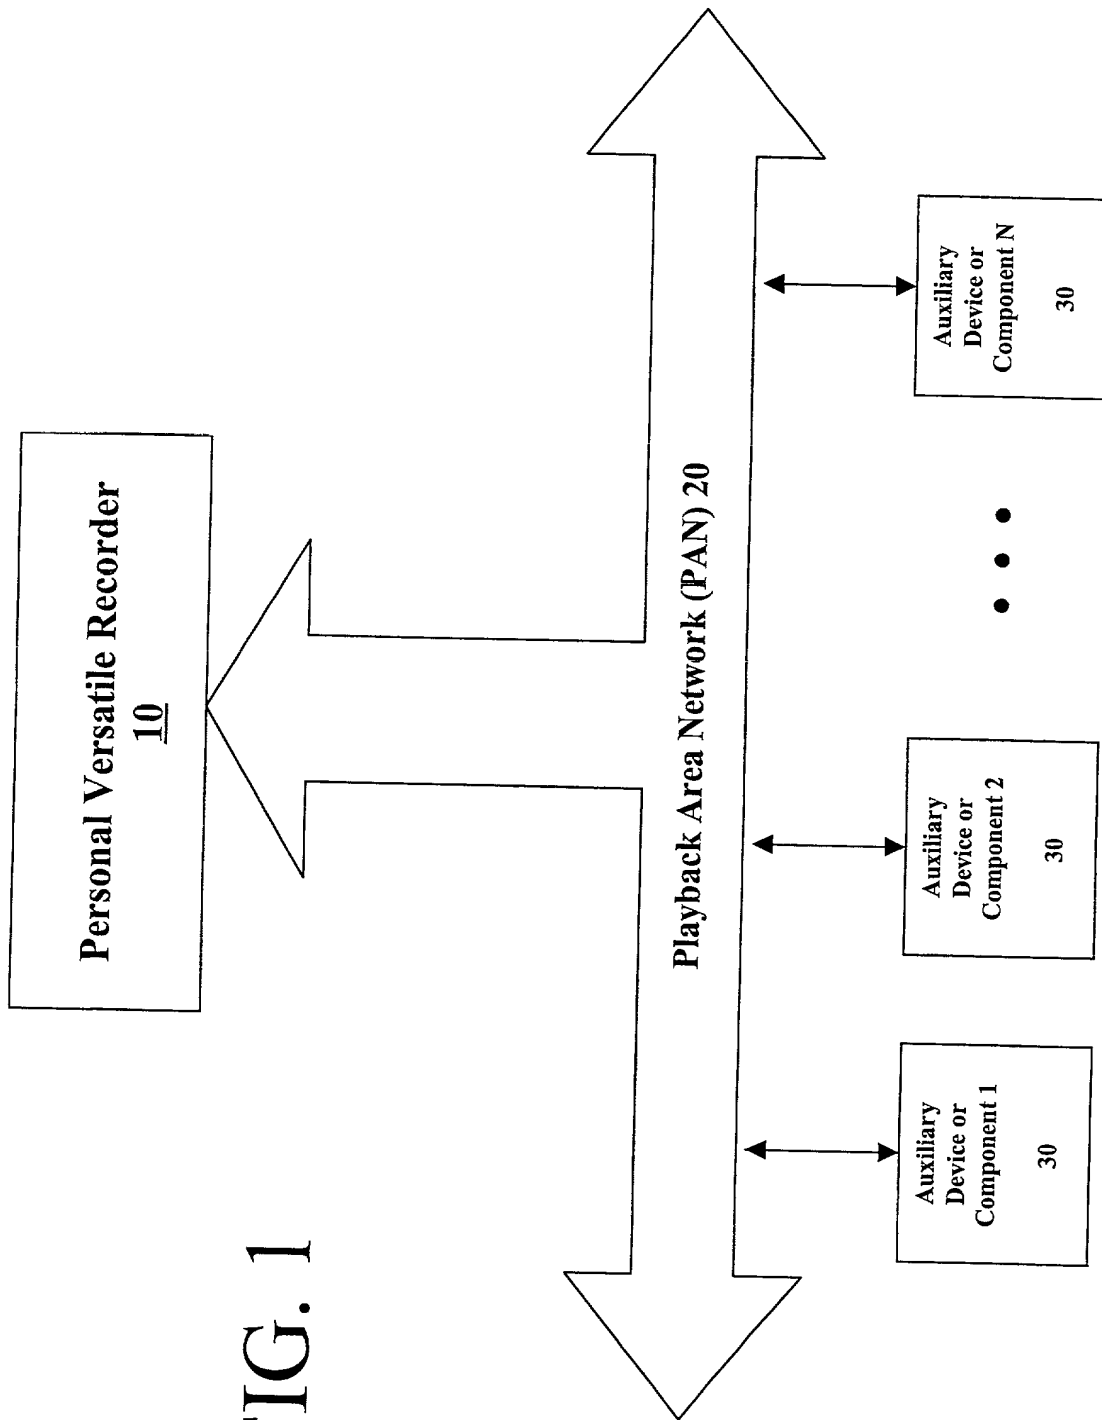 Personal Versatile Recorder
10
Playback Area Network (PAN) 20
Auxiliary
Device or
Component 1
30
Auxiliary
Device or
Component 2
30
Auxiliary
Device or
Component N
30
FIG. 1